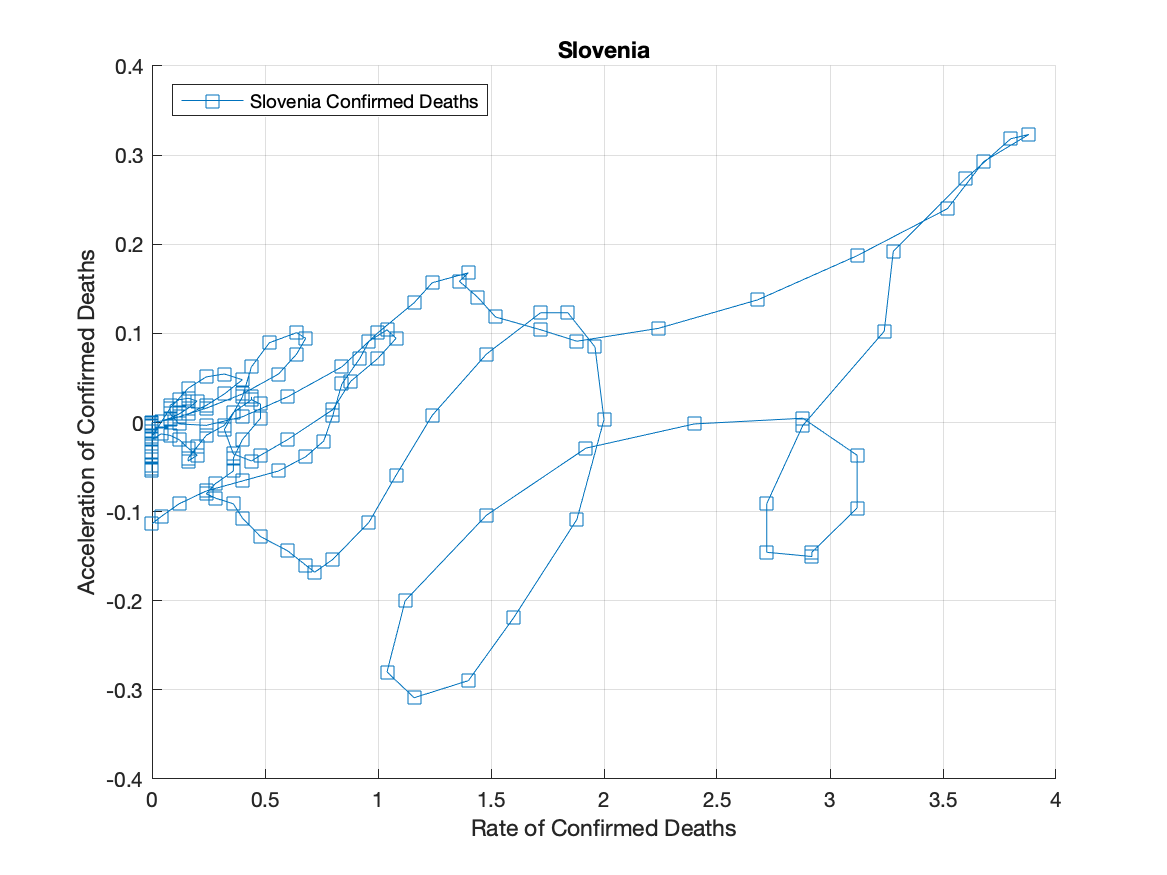 Slovenia
0.4
Slovenia Confirmed Deaths
0.3
0.2
0.1
0
-0.1
-0.2
-0.3
-0.4
Acceleration of Confirmed Deaths
0 0.5 1 1.5 2 2.5 3 3.5 4
Rate of Confirmed Deaths